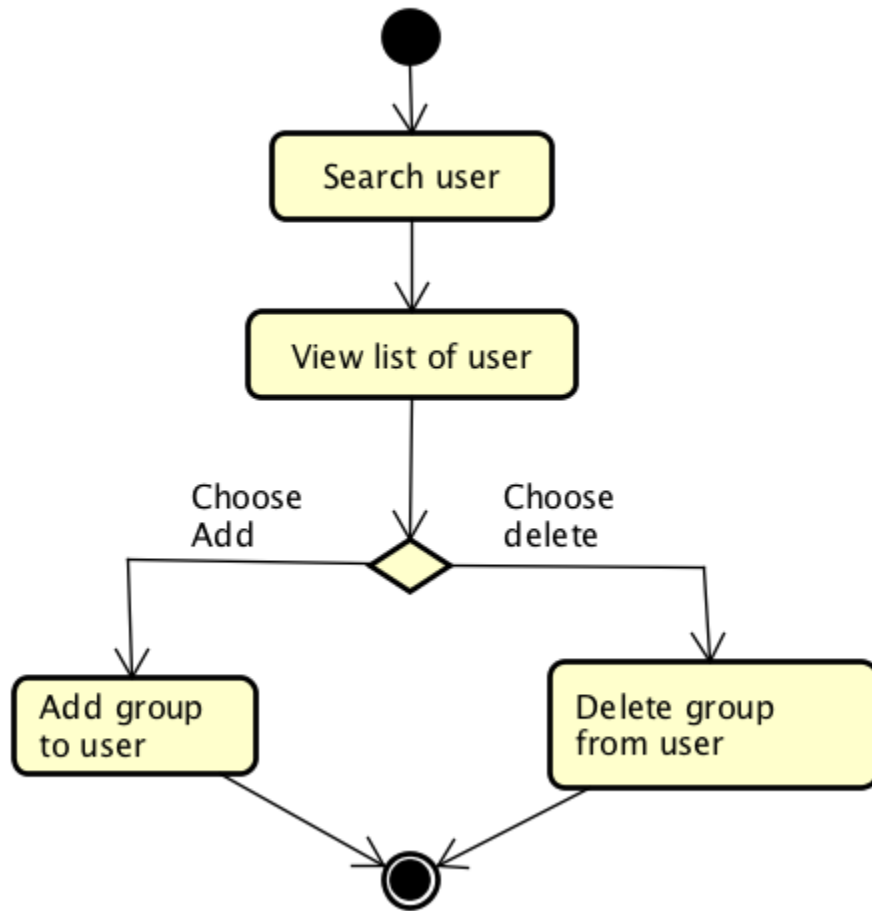 Search user
View list of user
Choose
Add
Choose
delete
Add group
to user
Delete group
from user